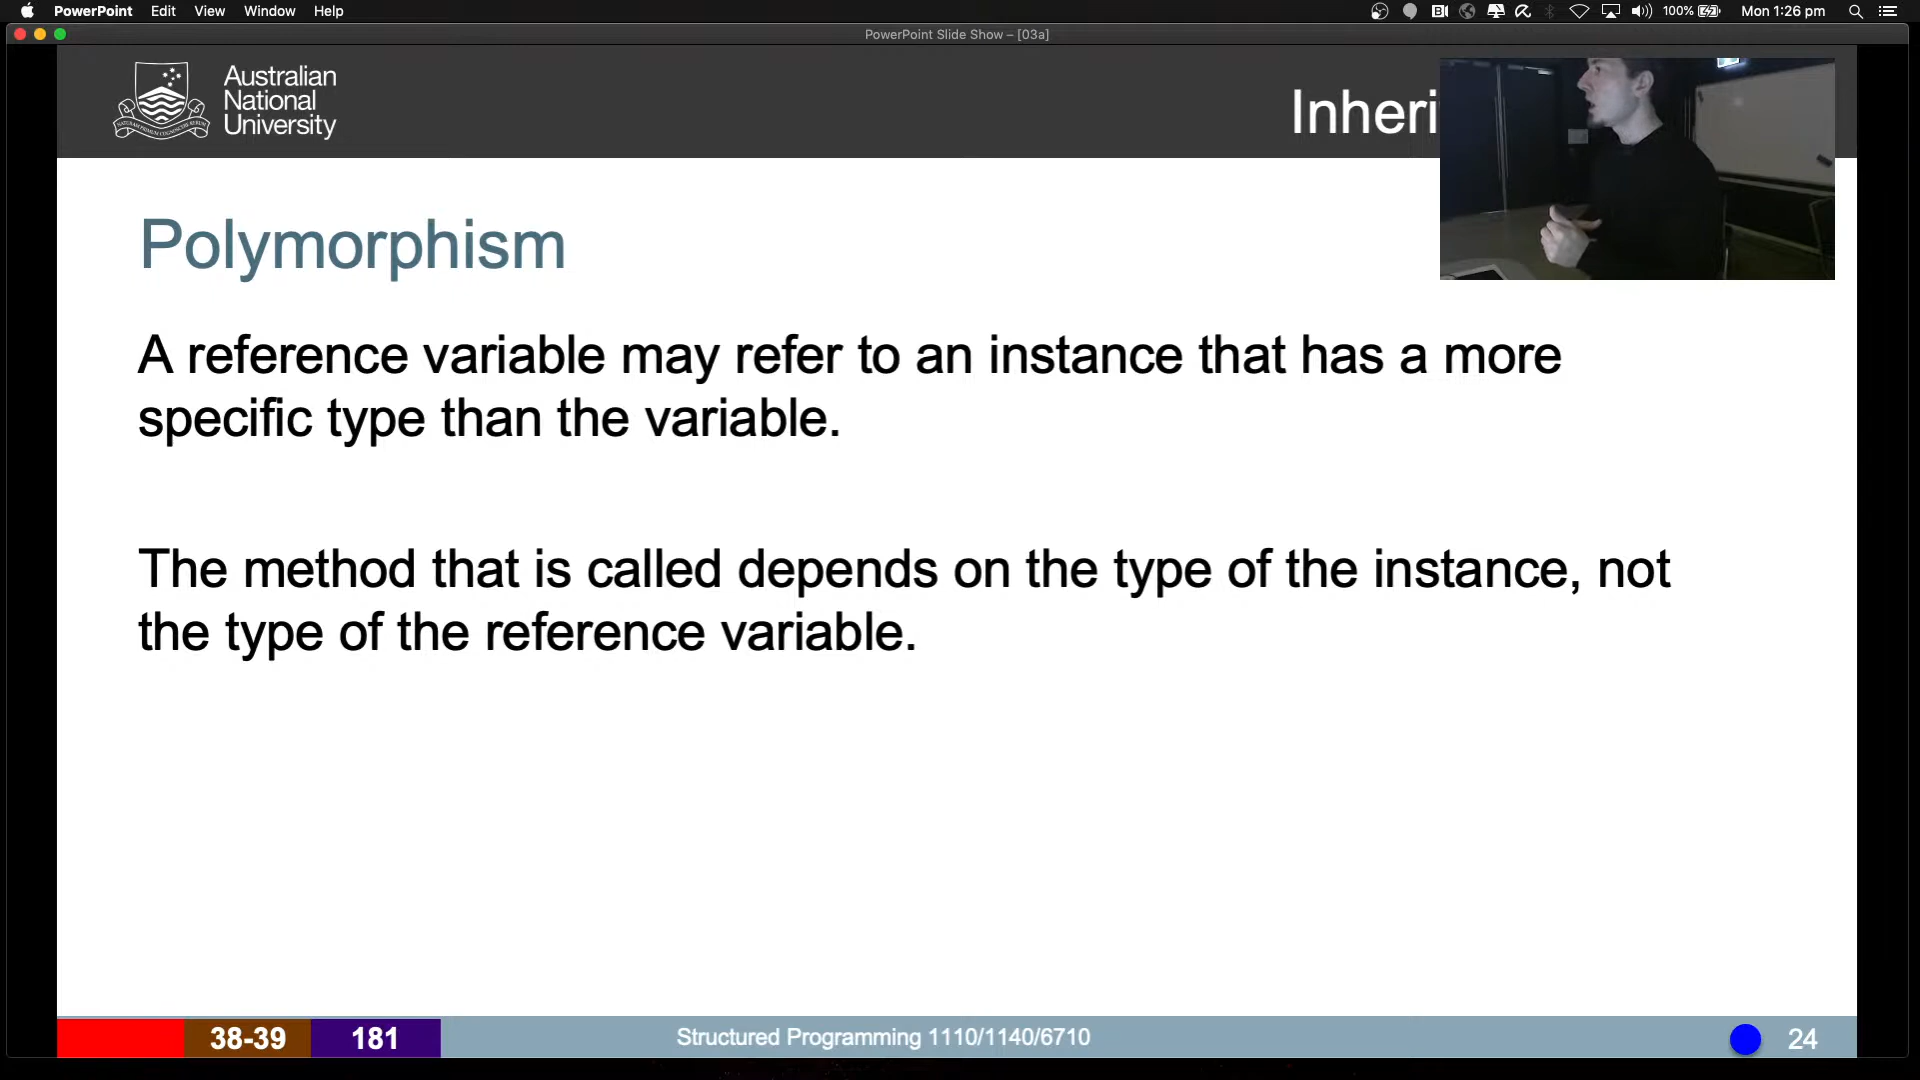 PowerPoint Edit View Window Help
100% Mon 1:26 pm
PowerPoint Slide Show – [03a]
Australian
National
University
Inheri
Polymorphism
A reference variable may refer to an instance that has a more
specific type than the variable.
The method that is called depends on the type of the instance, not
the type of the reference variable.
38-39 181 Structured Programming 1110/1140/6710 24